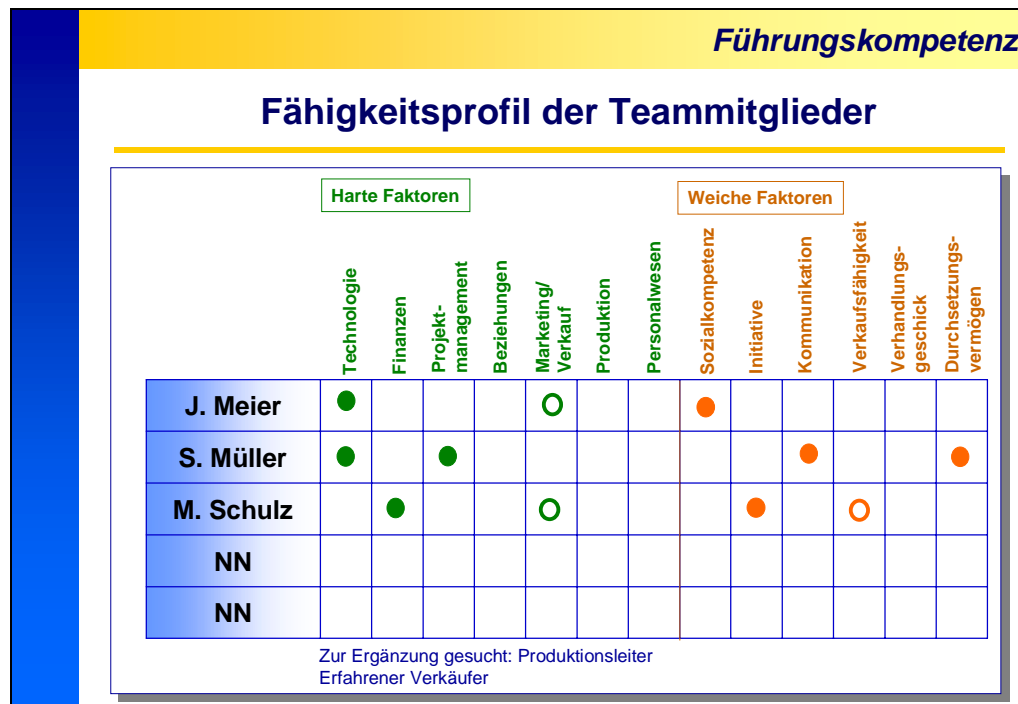 Führungskompetenz
Fähigkeitsprofil der Teammitglieder
Harte Faktoren
Weiche Faktoren
Technologie
Finanzen
Projekt-
management
Beziehungen
Marketing/
Verkauf
Produktion
Personalwesen
Sozialkompetenz
Initiative
Kommunikation
Verkaufsfähigkeit
Verhandlungs-
geschick
Durchsetzungs-
vermögen
J. Meier
S. Müller
M. Schulz
NN
NN
Zur Ergänzung gesucht: Produktionsleiter
Erfahrener Verkäufer